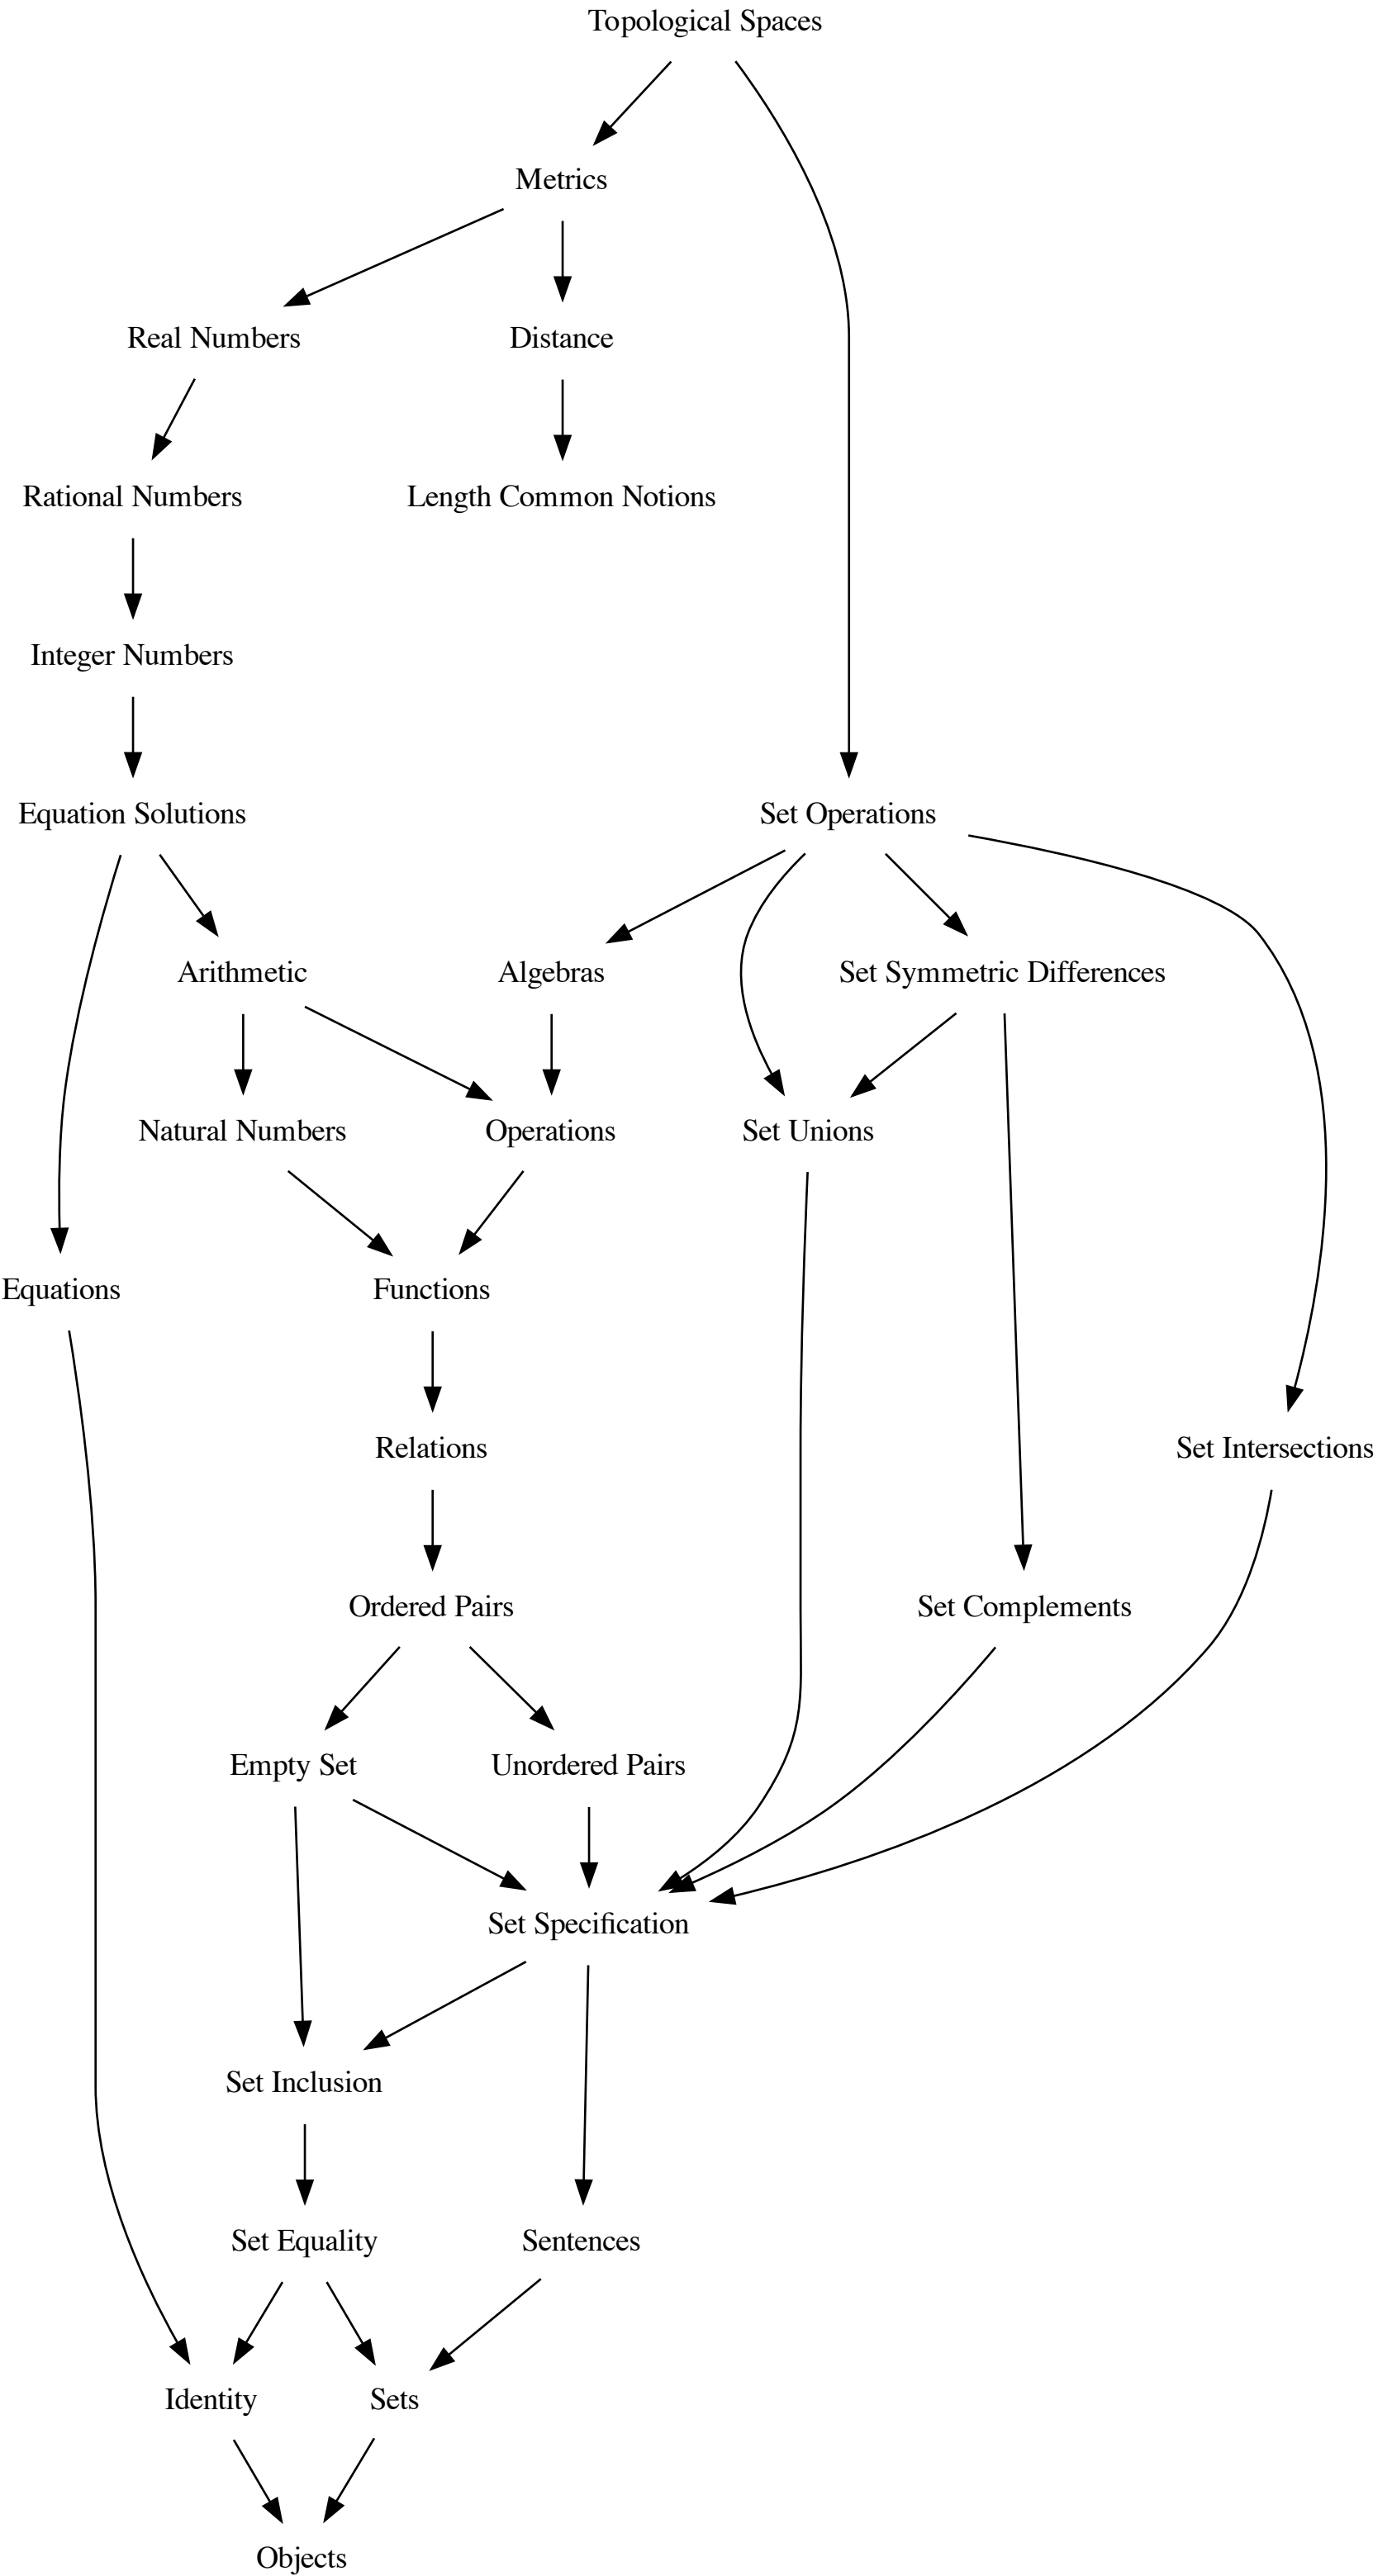 Topological Spaces
Metrics
Real Numbers
Distance
Rational Numbers
Length Common Notions
Integer Numbers
Equation Solutions
Set Operations
Arithmetic
Algebras
Set Symmetric Differences
Natural Numbers
Operations
Set Unions
Equations
Functions
Relations
Set Intersections
Ordered Pairs
Set Complements
Empty Set
Unordered Pairs
Set Specification
Set Inclusion
Set Equality
Sentences
Identity
Sets
Objects